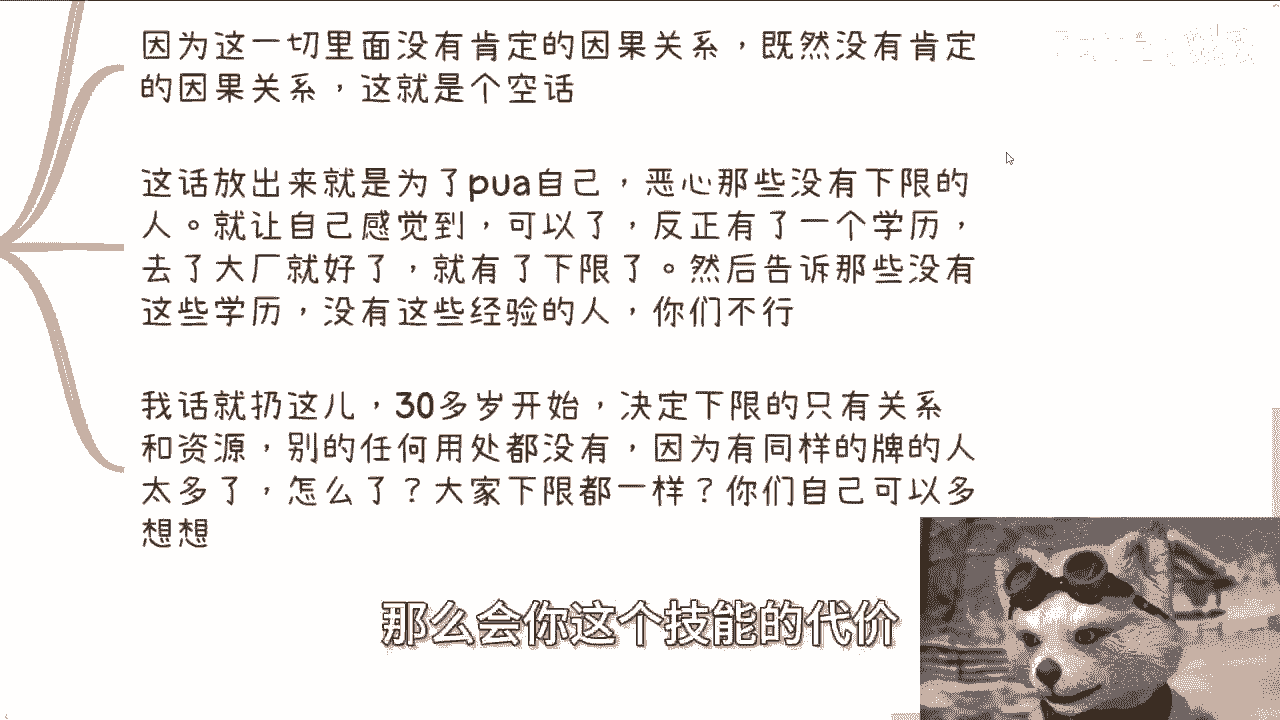 因为这一切里面没有肯定的因果关系，既然没有肯定
的因果关系，这就是个空话
这话放出来就是为了pua自己，恶心那些没有下限的
人。就让自己感觉到，可以了，反正有了一个学历，
去了大厂就好了，就有了下限了。然后告诉那些没有
这些学历，没有这些经验的人，你们不行
我话就扔这儿，30多岁开始，决定下限的只有关系
和资源，别的任何用处都没有，因为有同样的牌的人
太多了，怎么了？大家下限都一样？你们自己可以多
想想
那么会你这个技能的代价